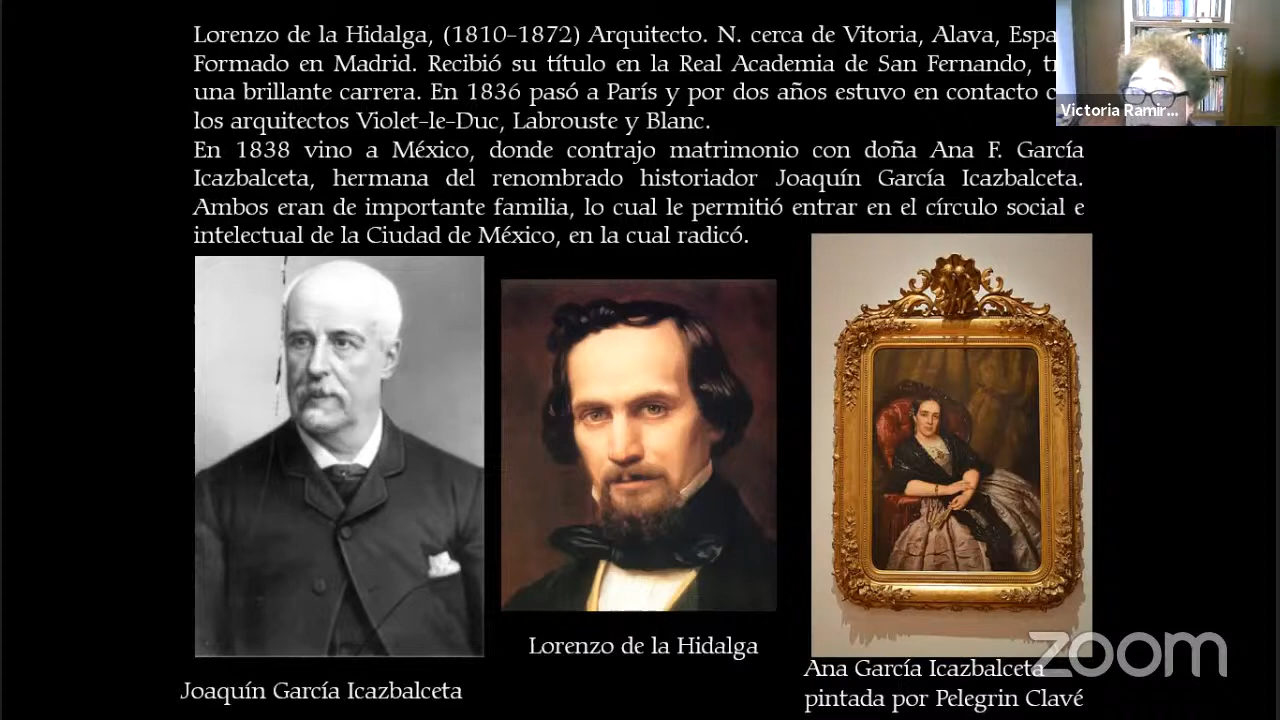 Lorenzo de la Hidalga, (1810-1872) Arquitecto. N. cerca de Vitoria, Alava, Espa
Formado en Madrid. Recibió su título en la Real Academia de San Fernando, t
una brillante carrera. En 1836 pasó a París y por dos años estuvo en contacto c
los arquitectos Violet-le-Duc, Labrouste y Blanc.
En 1838 vino a México, donde contrajo matrimonio con doña Ana F. García
Icazbalceta, hermana del renombrado historiador Joaquín García Icazbalceta.
Ambos eran de importante familia, lo cual le permitió entrar en el círculo social e
intelectual de la Ciudad de México, en la cual radicó.
Victoria Ramir...
Lorenzo de la Hidalga
Joaquín García Icazbalceta
Ana García Icazbalceta
pintada por Pelegrin Clavé
zoom